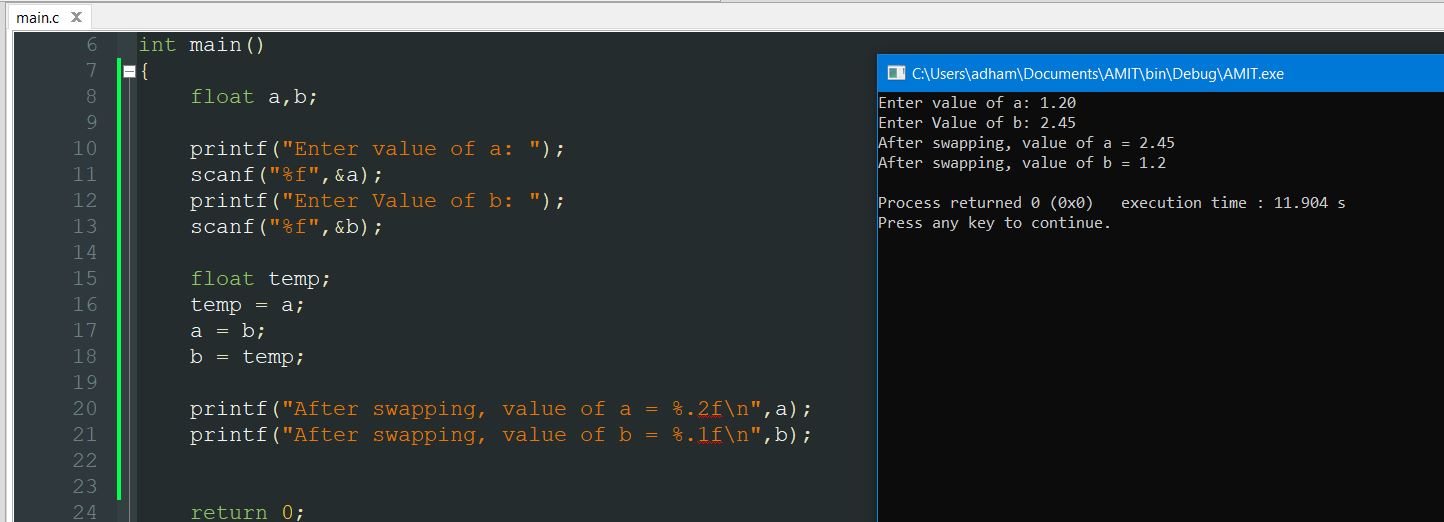 main.c X
6 int main()
7 {
8 float a,b;
9
10 printf("Enter value of a: ");
11 scanf("%f",&a);
12 printf("Enter Value of b: ");
13 scanf("%f",&b);
14
15 float temp;
16 temp = a;
17 a = b;
18 b = temp;
19
20 printf("After swapping, value of a = %.2f\n",a);
21 printf("After swapping, value of b = %.1f\n",b);
22
23
24 return 0;
C:\Users\adham\Documents\AMIT\bin\Debug\AMIT.exe
Enter value of a: 1.20
Enter Value of b: 2.45
After swapping, value of a = 2.45
After swapping, value of b = 1.2
Process returned 0 (0x0) execution time : 11.904 s
Press any key to continue.